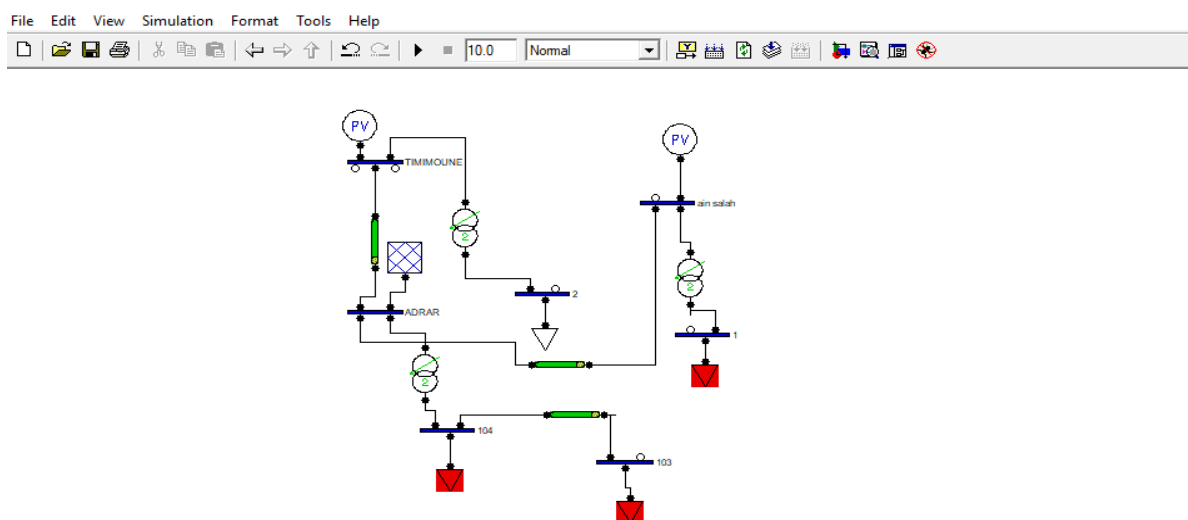 File Edit View Simulation Format Tools Help
10.0 Normal
PV
TIMIMOUNE
PV
ain salah
2
2
2
ADRAR
1
2
104
103